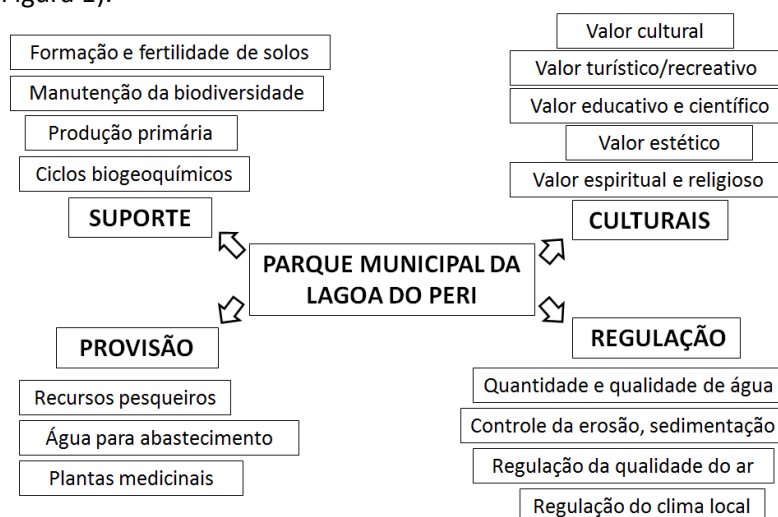 Figura 1).
Formação e fertilidade de solos
Manutenção da biodiversidade
Produção primária
Ciclos biogeoquímicos
SUPORTE
Valor cultural
Valor turístico/recreativo
Valor educativo e científico
Valor estético
Valor espiritual e religioso
CULTURAIS
PARQUE MUNICIPAL DA
LAGOA DO PERI
PROVISÃO
Recursos pesqueiros
Água para abastecimento
Plantas medicinais
REGULAÇÃO
Quantidade e qualidade de água
Controle da erosão, sedimentação
Regulação da qualidade do ar
Regulação do clima local